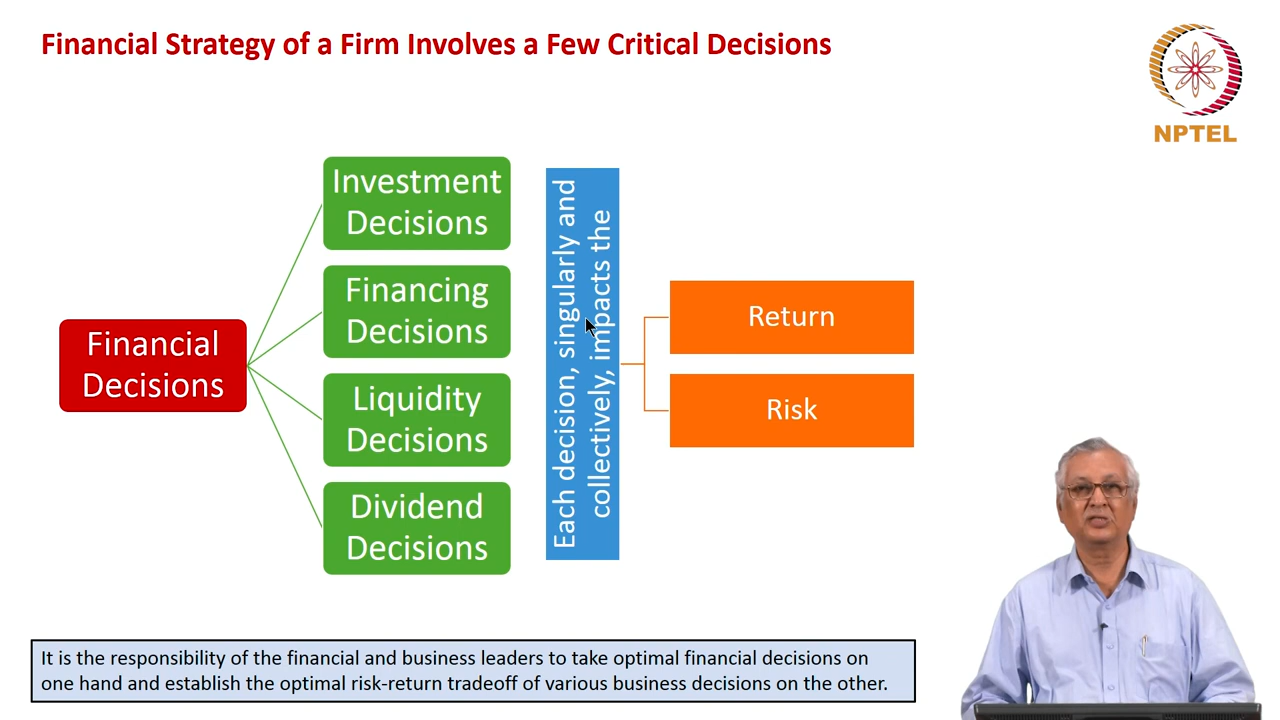 Financial Strategy of a Firm Involves a Few Critical Decisions
NPTEL
Financial
Decisions
Investment
Decisions
Financing
Decisions
Liquidity
Decisions
Dividend
Decisions
Each decision, singularly and
collectively, impacts the
Return
Risk
It is the responsibility of the financial and business leaders to take optimal financial decisions on
one hand and establish the optimal risk-return tradeoff of various business decisions on the other.